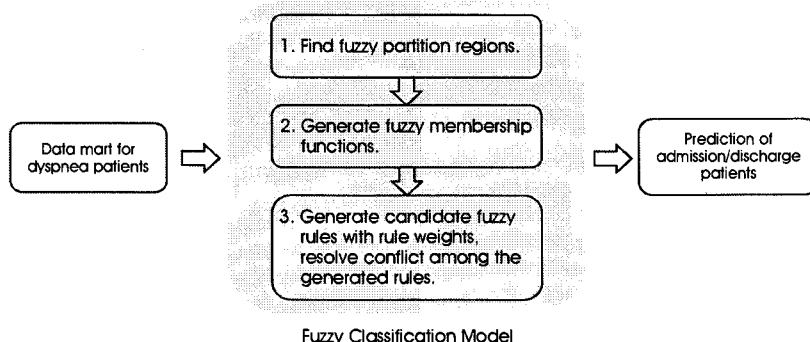 Data mart for
dyspnea patients
1. Find fuzzy partition regions.
2. Generate fuzzy membership
functions.
3. Generate candidate fuzzy
rules with rule weights,
resolve conflict among the
generated rules.
Prediction of
admission/discharge
patients
Fuzzy Classification Model